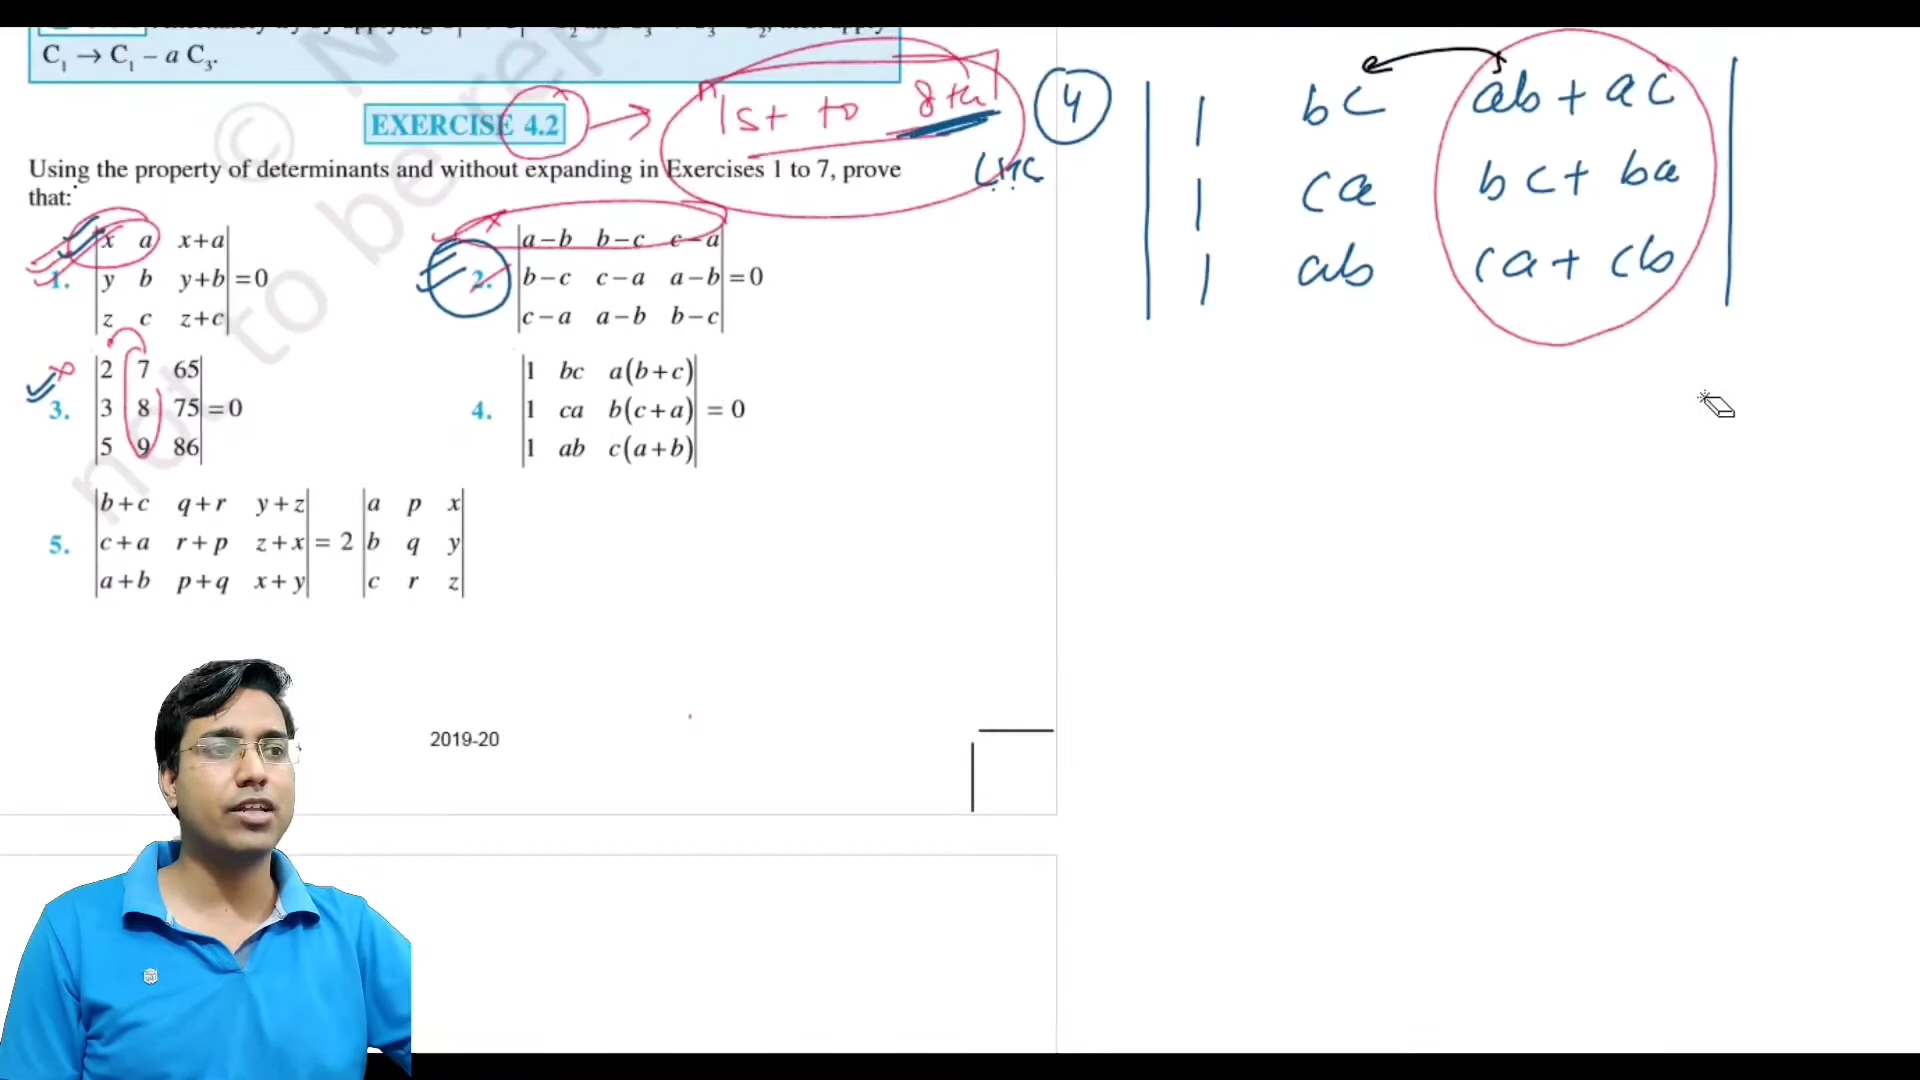 C₁ → C₁ – a C₃.
EXERCISE 4.2
1st to 8th
Using the property of determinants and without expanding in Exercises 1 to 7, prove
that:
1. |x a x+a|
|y b y+b| = 0
|z c z+c|
2. |a−b b−c c−a|
|b−c c−a a−b| = 0
|c−a a−b b−c|
3. |2 7 65|
|3 8 75| = 0
|5 9 86|
4. |1 bc a(b+c)|
|1 ca b(c+a)| = 0
|1 ab c(a+b)|
5. |b+c q+r y+z| |a p x|
|c+a r+p z+x| = 2 |b q y|
|a+b p+q x+y| |c r z|
2019-20
4
| 1 bc ab + ac |
| 1 ca bc + ba |
| 1 ab ca + cb |